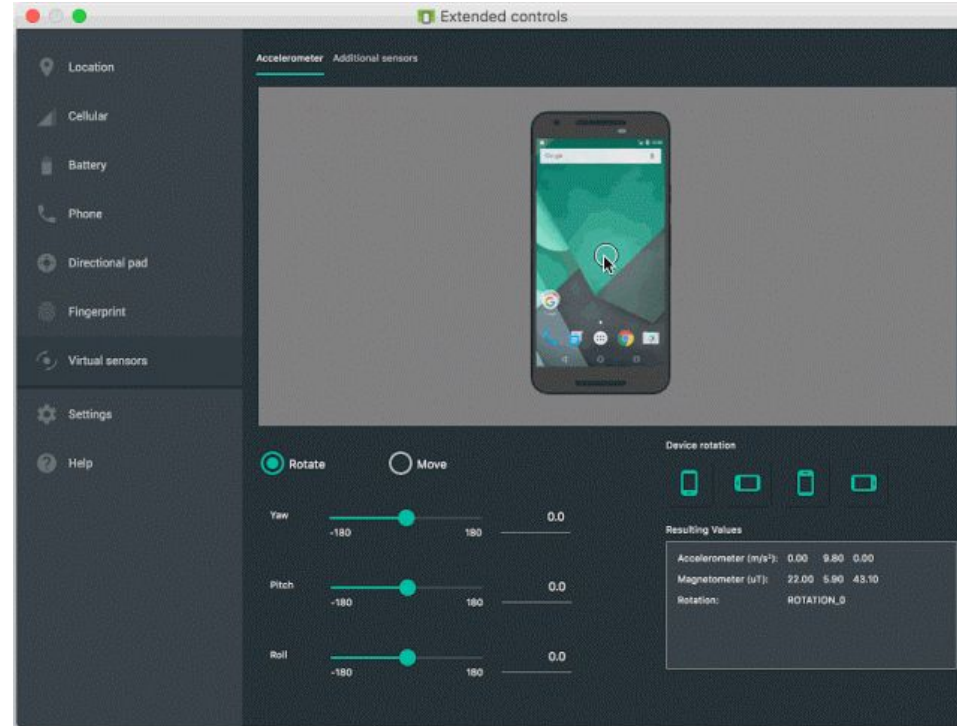 Extended controls
Location
Cellular
Battery
Phone
Directional pad
Fingerprint
Virtual sensors
Settings
Help
Accelerometer Additional sensors
Google
Rotate Move
Yaw 0.0
-180 180
Pitch 0.0
-180 180
Roll 0.0
-180 180
Device rotation
Resulting Values
Accelerometer (m/s²): 0.00 9.80 0.00
Magnetometer (uT): 22.00 5.90 43.10
Rotation: ROTATION_0